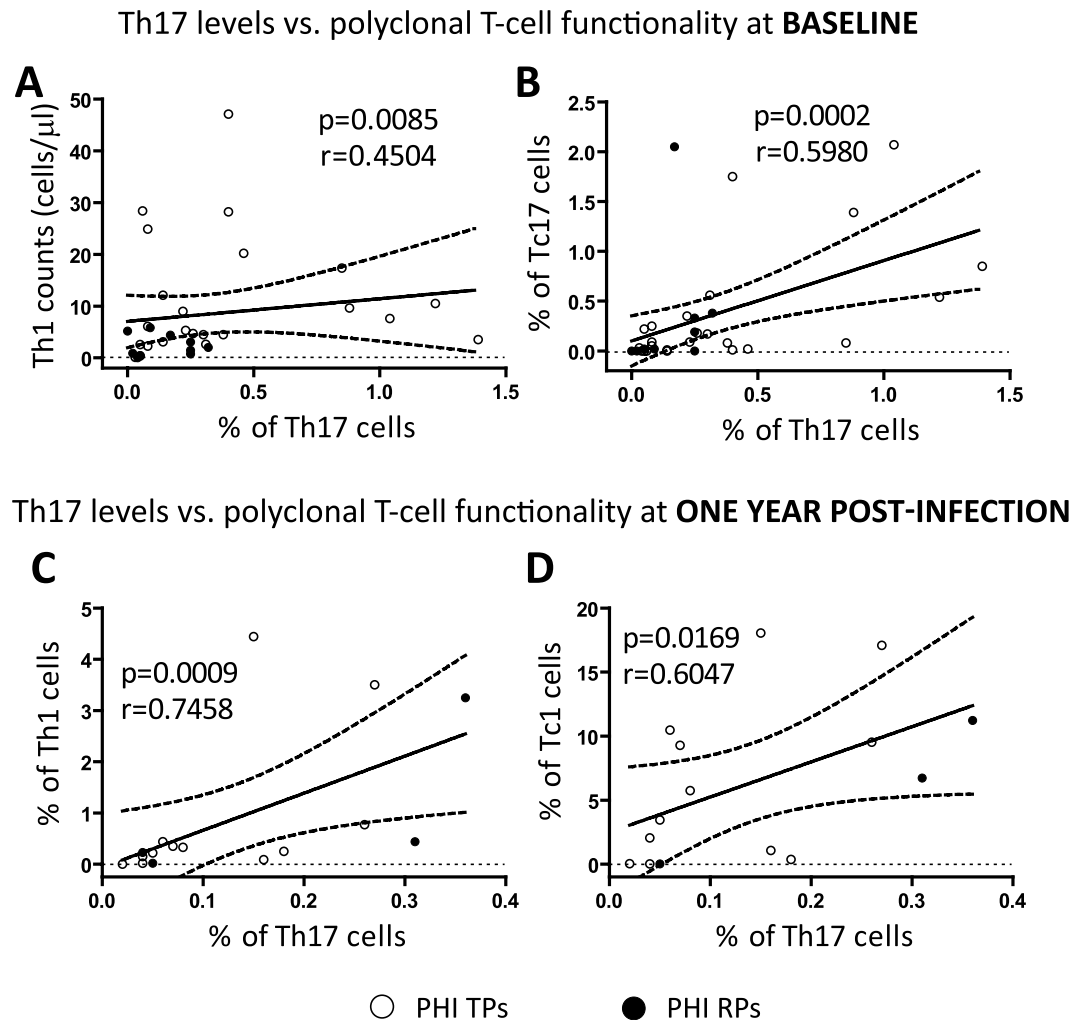 Th17 levels vs. polyclonal T-cell functionality at BASELINE
A
Th1 counts (cells/µl)
50
40
30
20
10
0
p=0.0085
r=0.4504
0.0 0.5 1.0 1.5
% of Th17 cells
B
% of Tc17 cells
2.5
2.0
1.5
1.0
0.5
0.0
p=0.0002
r=0.5980
0.0 0.5 1.0 1.5
% of Th17 cells
Th17 levels vs. polyclonal T-cell functionality at ONE YEAR POST-INFECTION
C
% of Th1 cells
5
4
3
2
1
0
p=0.0009
r=0.7458
0.0 0.1 0.2 0.3 0.4
% of Th17 cells
D
% of Tc1 cells
20
15
10
5
0
p=0.0169
r=0.6047
0.0 0.1 0.2 0.3 0.4
% of Th17 cells
PHI TPs PHI RPs